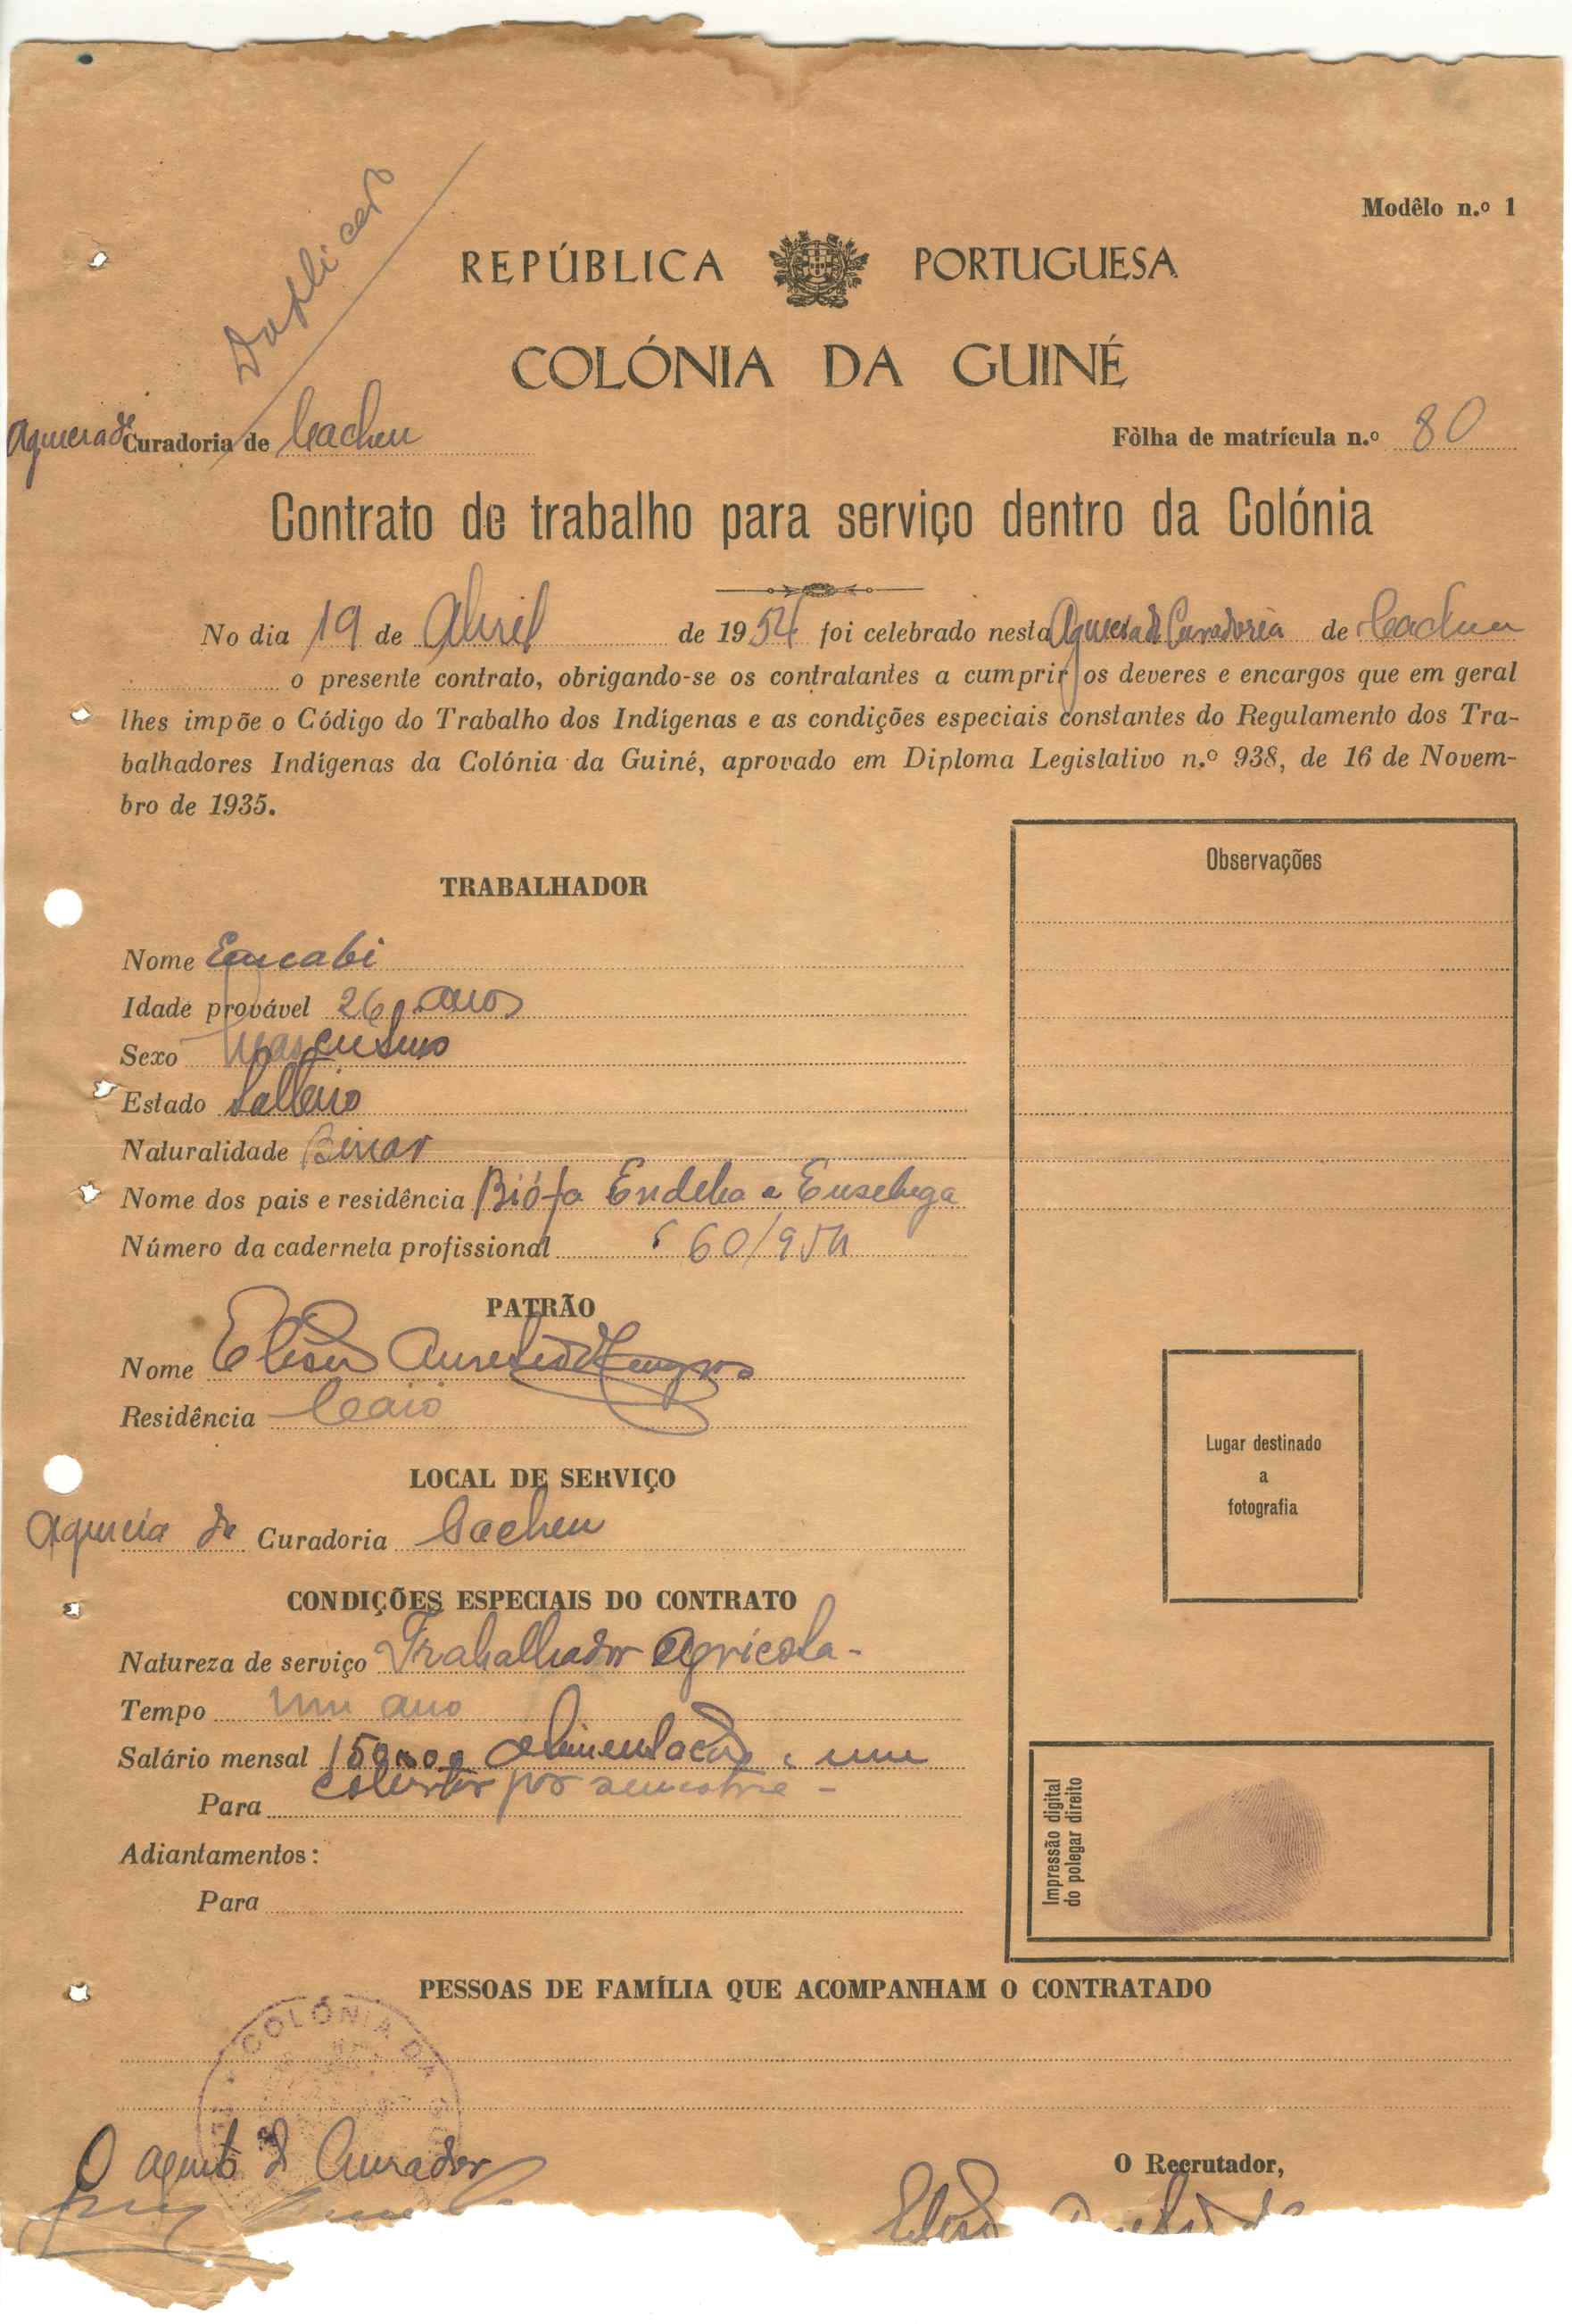 Duplicado
Modêlo n.º 1
REPÚBLICA PORTUGUESA
COLÓNIA DA GUINÉ
Agencia de Curadoria de Cacheu
Fôlha de matrícula n.º 80
Contrato de trabalho para serviço dentro da Colónia
No dia 19 de Abril de 1954 foi celebrado nesta Agencia de Curadoria de Cacheu
o presente contrato, obrigando-se os contratantes a cumprir os deveres e encargos que em geral
lhes impõe o Código do Trabalho dos Indígenas e as condições especiais constantes do Regulamento dos Tra-
balhadores Indígenas da Colónia da Guiné, aprovado em Diploma Legislativo n.º 938, de 16 de Novem-
bro de 1935.
TRABALHADOR
Nome
Idade provável 26 anos
Sexo Masculino
Estado Solteiro
Naturalidade Binar
Nome dos pais e residência
Número da caderneta profissional 60/954
PATRÃO
Nome Eliseu Aurelio
Residência Caió
LOCAL DE SERVIÇO
Agencia de Curadoria Cacheu
CONDIÇÕES ESPECIAIS DO CONTRATO
Natureza de serviço Trabalhador Agrícola -
Tempo um ano
Salário mensal alimentação e um
por semestre -
Para
Adiantamentos:
Para
Observações
Lugar destinado
a
fotografia
Impressão digital
do polegar direito
PESSOAS DE FAMÍLIA QUE ACOMPANHAM O CONTRATADO
COLÓNIA DA
O agente do Curador
O Recrutador,